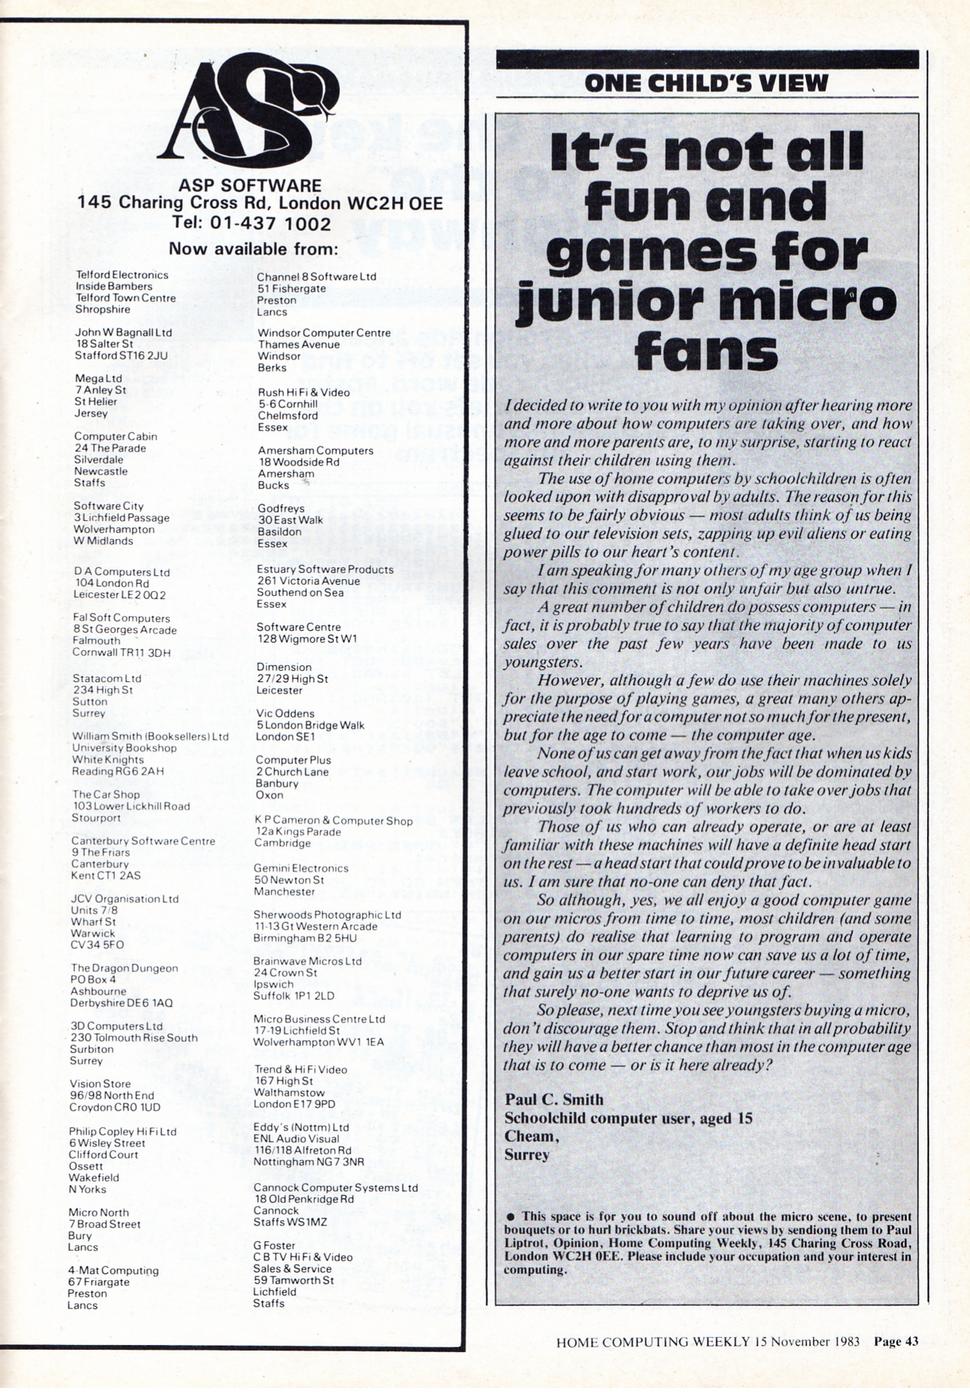 ASP
ASP SOFTWARE
145 Charing Cross Rd, London WC2H OEE
Tel: 01-437 1002
Now available from:
Telford Electronics
Inside Bambers
Telford Town Centre
Shropshire
John W Bagnall Ltd
18 Salter St
Stafford ST16 2JU
Mega Ltd
7 Anley St
St Helier
Jersey
Computer Cabin
24 The Parade
Silverdale
Newcastle
Staffs
Software City
3 Lichfield Passage
Wolverhampton
W Midlands
D A Computers Ltd
104 London Rd
Leicester LE2 0Q2
Fal Soft Computers
8 St Georges Arcade
Falmouth
Cornwall TR11 3DH
Statacom Ltd
234 High St
Sutton
Surrey
William Smith (Booksellers) Ltd
University Bookshop
White Knights
Reading RG6 2AH
The Car Shop
103 Lower Lickhill Road
Stourport
Canterbury Software Centre
9 The Friars
Canterbury
Kent CT1 2AS
JCV Organisation Ltd
Units 7/8
Wharf St
Warwick
CV34 5FO
The Dragon Dungeon
PO Box 4
Ashbourne
Derbyshire DE6 1AQ
3D Computers Ltd
230 Tolmouth Rise South
Surbiton
Surrey
Vision Store
96/98 North End
Croydon CR0 1UD
Philip Copley Hi Fi Ltd
6 Wisley Street
Clifford Court
Ossett
Wakefield
N Yorks
Micro North
7 Broad Street
Bury
Lancs
4-Mat Computing
67 Friargate
Preston
Lancs
Channel 8 Software Ltd
51 Fishergate
Preston
Lancs
Windsor Computer Centre
Thames Avenue
Windsor
Berks
Rush Hi Fi & Video
5-6 Cornhill
Chelmsford
Essex
Amersham Computers
18 Woodside Rd
Amersham
Bucks
Godfreys
30 East Walk
Basildon
Essex
Estuary Software Products
261 Victoria Avenue
Southend on Sea
Essex
Software Centre
128 Wigmore St W1
Dimension
27/29 High St
Leicester
Vic Oddens
5 London Bridge Walk
London SE1
Computer Plus
2 Church Lane
Banbury
Oxon
K P Cameron & Computer Shop
12a Kings Parade
Cambridge
Gemini Electronics
50 Newton St
Manchester
Sherwoods Photographic Ltd
11-13 Gt Western Arcade
Birmingham B2 5HU
Brainwave Micros Ltd
24 Crown St
Ipswich
Suffolk 1P1 2LD
Micro Business Centre Ltd
17-19 Lichfield St
Wolverhampton WV1 1EA
Trend & Hi Fi Video
167 High St
Walthamstow
London E17 9PD
Eddy's (Nottm) Ltd
ENL Audio Visual
116/118 Alfreton Rd
Nottingham NG7 3NR
Cannock Computer Systems Ltd
18 Old Penkridge Rd
Cannock
Staffs WS1MZ
G Foster
C B TV Hi Fi & Video
Sales & Service
59 Tamworth St
Lichfield
Staffs
ONE CHILD'S VIEW
It's not all
fun and
games for
junior micro
fans
I decided to write to you with my opinion after hearing more
and more about how computers are taking over, and how
more and more parents are, to my surprise, starting to react
against their children using them.
The use of home computers by schoolchildren is often
looked upon with disapproval by adults. The reason for this
seems to be fairly obvious — most adults think of us being
glued to our television sets, zapping up evil aliens or eating
power pills to our heart's content.
I am speaking for many others of my age group when I
say that this comment is not only unfair but also untrue.
A great number of children do possess computers — in
fact, it is probably true to say that the majority of computer
sales over the past few years have been made to us
youngsters.
However, although a few do use their machines solely
for the purpose of playing games, a great many others ap-
preciate the need for a computer not so much for the present,
but for the age to come — the computer age.
None of us can get away from the fact that when us kids
leave school, and start work, our jobs will be dominated by
computers. The computer will be able to take over jobs that
previously took hundreds of workers to do.
Those of us who can already operate, or are at least
familiar with these machines will have a definite head start
on the rest — a head start that could prove to be invaluable to
us. I am sure that no-one can deny that fact.
So although, yes, we all enjoy a good computer game
on our micros from time to time, most children (and some
parents) do realise that learning to program and operate
computers in our spare time now can save us a lot of time,
and gain us a better start in our future career — something
that surely no-one wants to deprive us of.
So please, next time you see youngsters buying a micro,
don't discourage them. Stop and think that in all probability
they will have a better chance than most in the computer age
that is to come — or is it here already?
Paul C. Smith
Schoolchild computer user, aged 15
Cheam,
Surrey
● This space is for you to sound off about the micro scene, to present
bouquets or to hurl brickbats. Share your views by sendiong them to Paul
Liptrot, Opinion, Home Computing Weekly, 145 Charing Cross Road,
London WC2H 0EE. Please include your occupation and your interest in
computing.
HOME COMPUTING WEEKLY 15 November 1983 Page 43